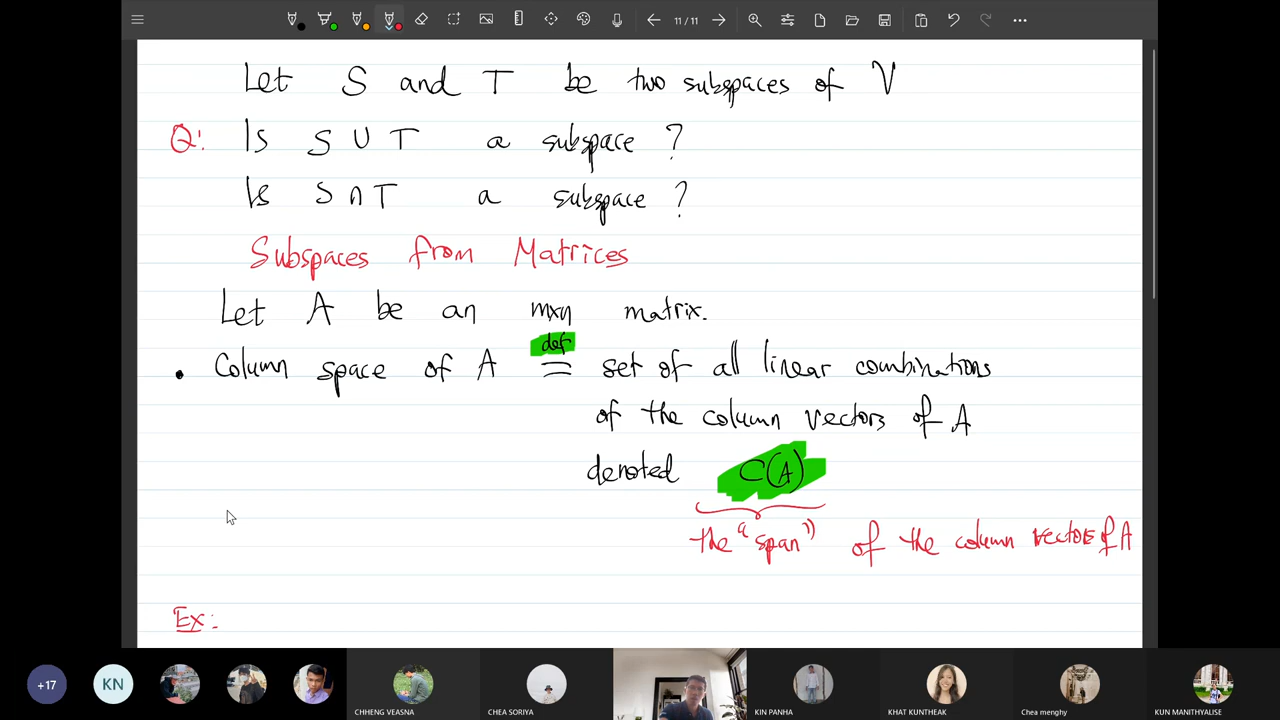 11 / 11
Let S and T be two subspaces of V
Q: Is S ∪ T a subspace ?
Is S ∩ T a subspace ?
Subspaces from Matrices
Let A be an mxn matrix.
def
• Column space of A = set of all linear combinations
of the column vectors of A
denoted C(A)
the "span" of the column vectors of A
Ex:
+17
KN
CHHENG VEASNA
CHEA SORIYA
KIN PANHA
KHAT KUNTHEAK
Chea menghy
KUN MANITHYALISE